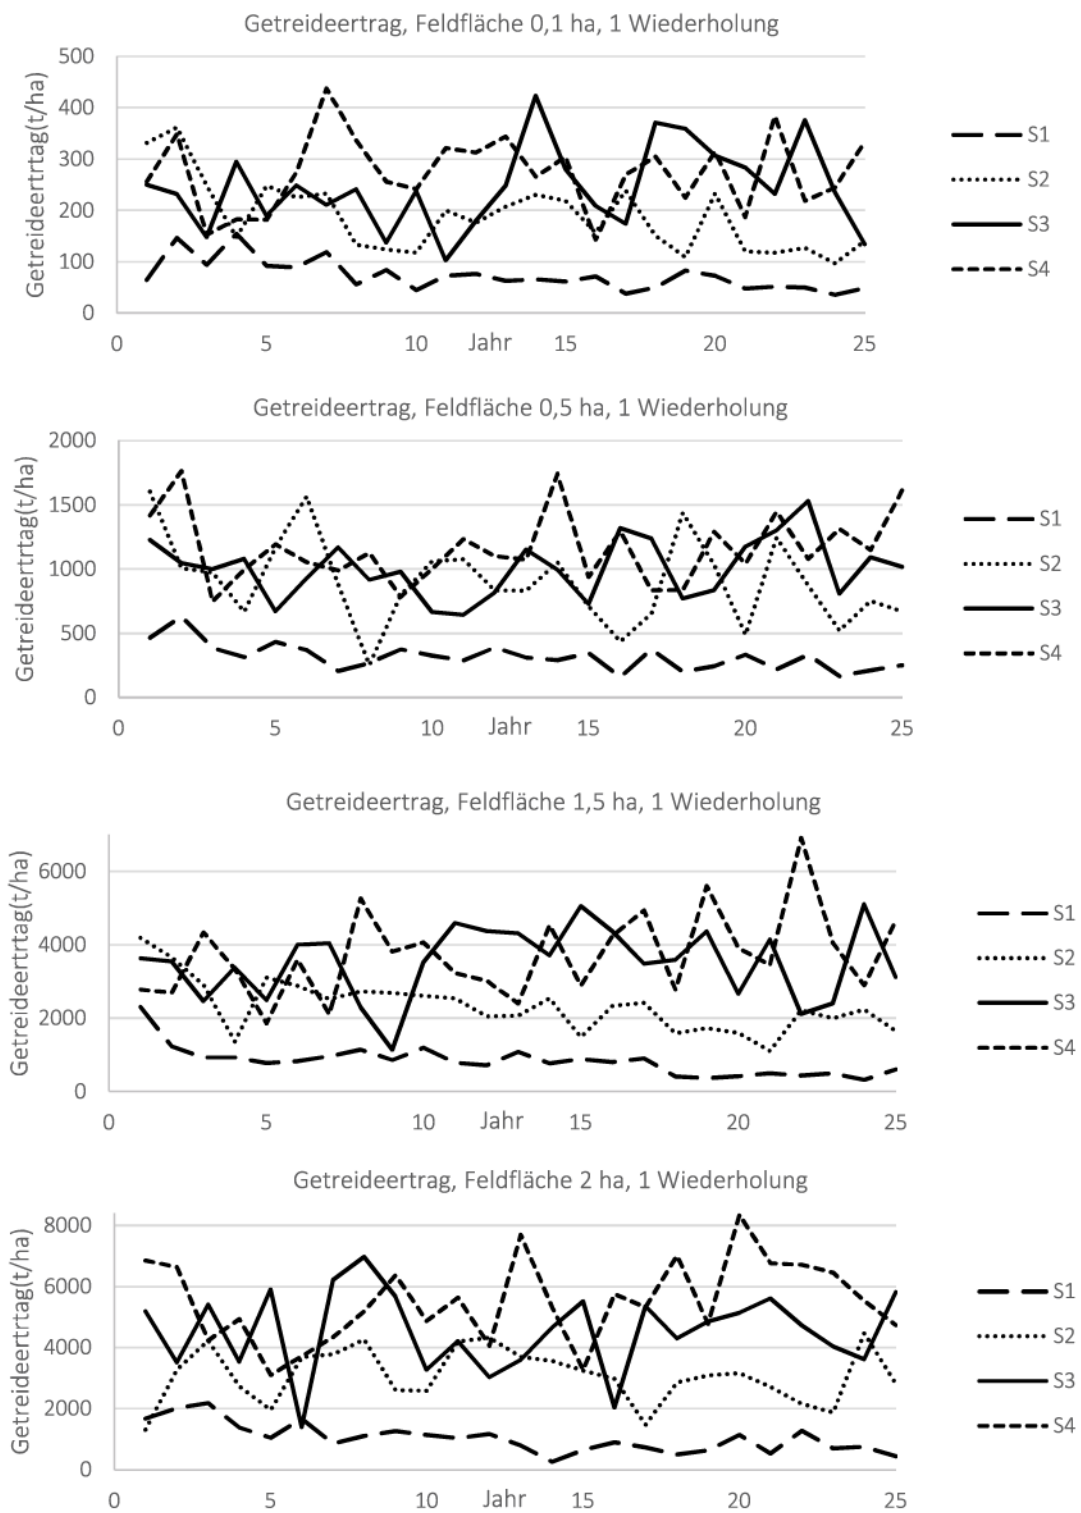 Getreideertrag, Feldfläche 0,1 ha, 1 Wiederholung
Getreideertrtag(t/ha)
500
400
300
200
100
0
0 5 10 Jahr 15 20 25
S1
S2
S3
S4
Getreideertrag, Feldfläche 0,5 ha, 1 Wiederholung
Getreideertrtag(t/ha)
2000
1500
1000
500
0
0 5 10 Jahr 15 20 25
S1
S2
S3
S4
Getreideertrag, Feldfläche 1,5 ha, 1 Wiederholung
Getreideertrtag(t/ha)
6000
4000
2000
0
0 5 10 Jahr 15 20 25
S1
S2
S3
S4
Getreideertrag, Feldfläche 2 ha, 1 Wiederholung
Getreideertrtag(t/ha)
8000
6000
4000
2000
0
0 5 10 Jahr 15 20 25
S1
S2
S3
S4